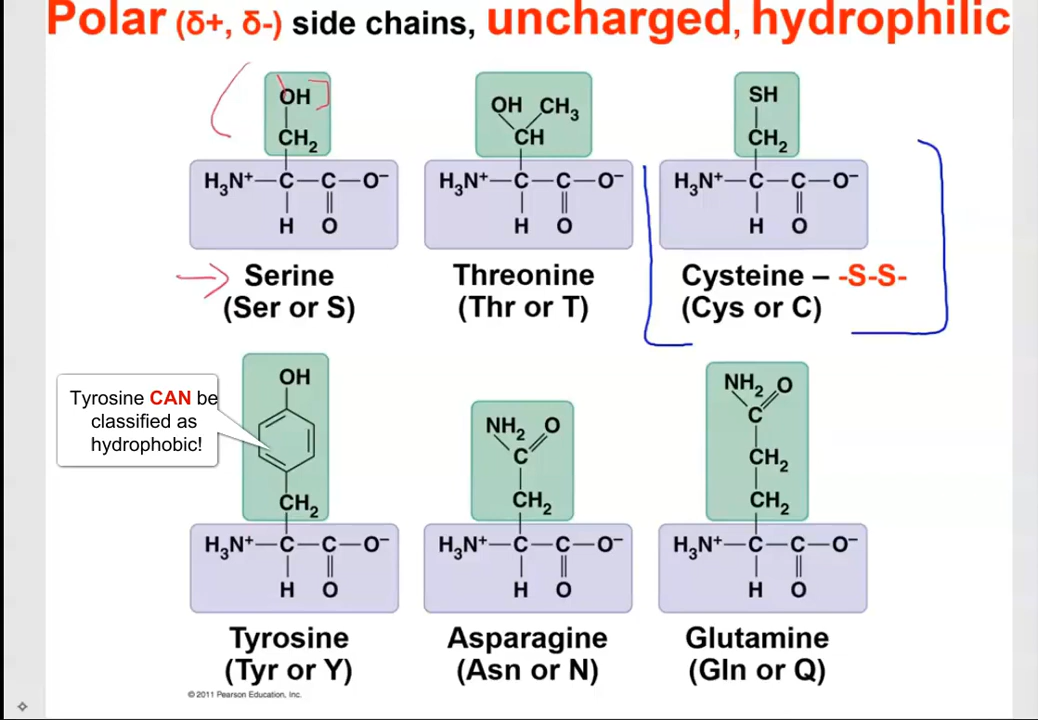 Polar (δ+, δ-) side chains, uncharged, hydrophilic
OH
CH₂
H₃N⁺—C—C—O⁻
H O
Serine
(Ser or S)
OH CH₃
CH
H₃N⁺—C—C—O⁻
H O
Threonine
(Thr or T)
SH
CH₂
H₃N⁺—C—C—O⁻
H O
Cysteine – -S-S-
(Cys or C)
Tyrosine CAN be
classified as
hydrophobic!
OH
CH₂
H₃N⁺—C—C—O⁻
H O
Tyrosine
(Tyr or Y)
NH₂ O
C
CH₂
H₃N⁺—C—C—O⁻
H O
Asparagine
(Asn or N)
NH₂ O
C
CH₂
CH₂
H₃N⁺—C—C—O⁻
H O
Glutamine
(Gln or Q)
© 2011 Pearson Education, Inc.